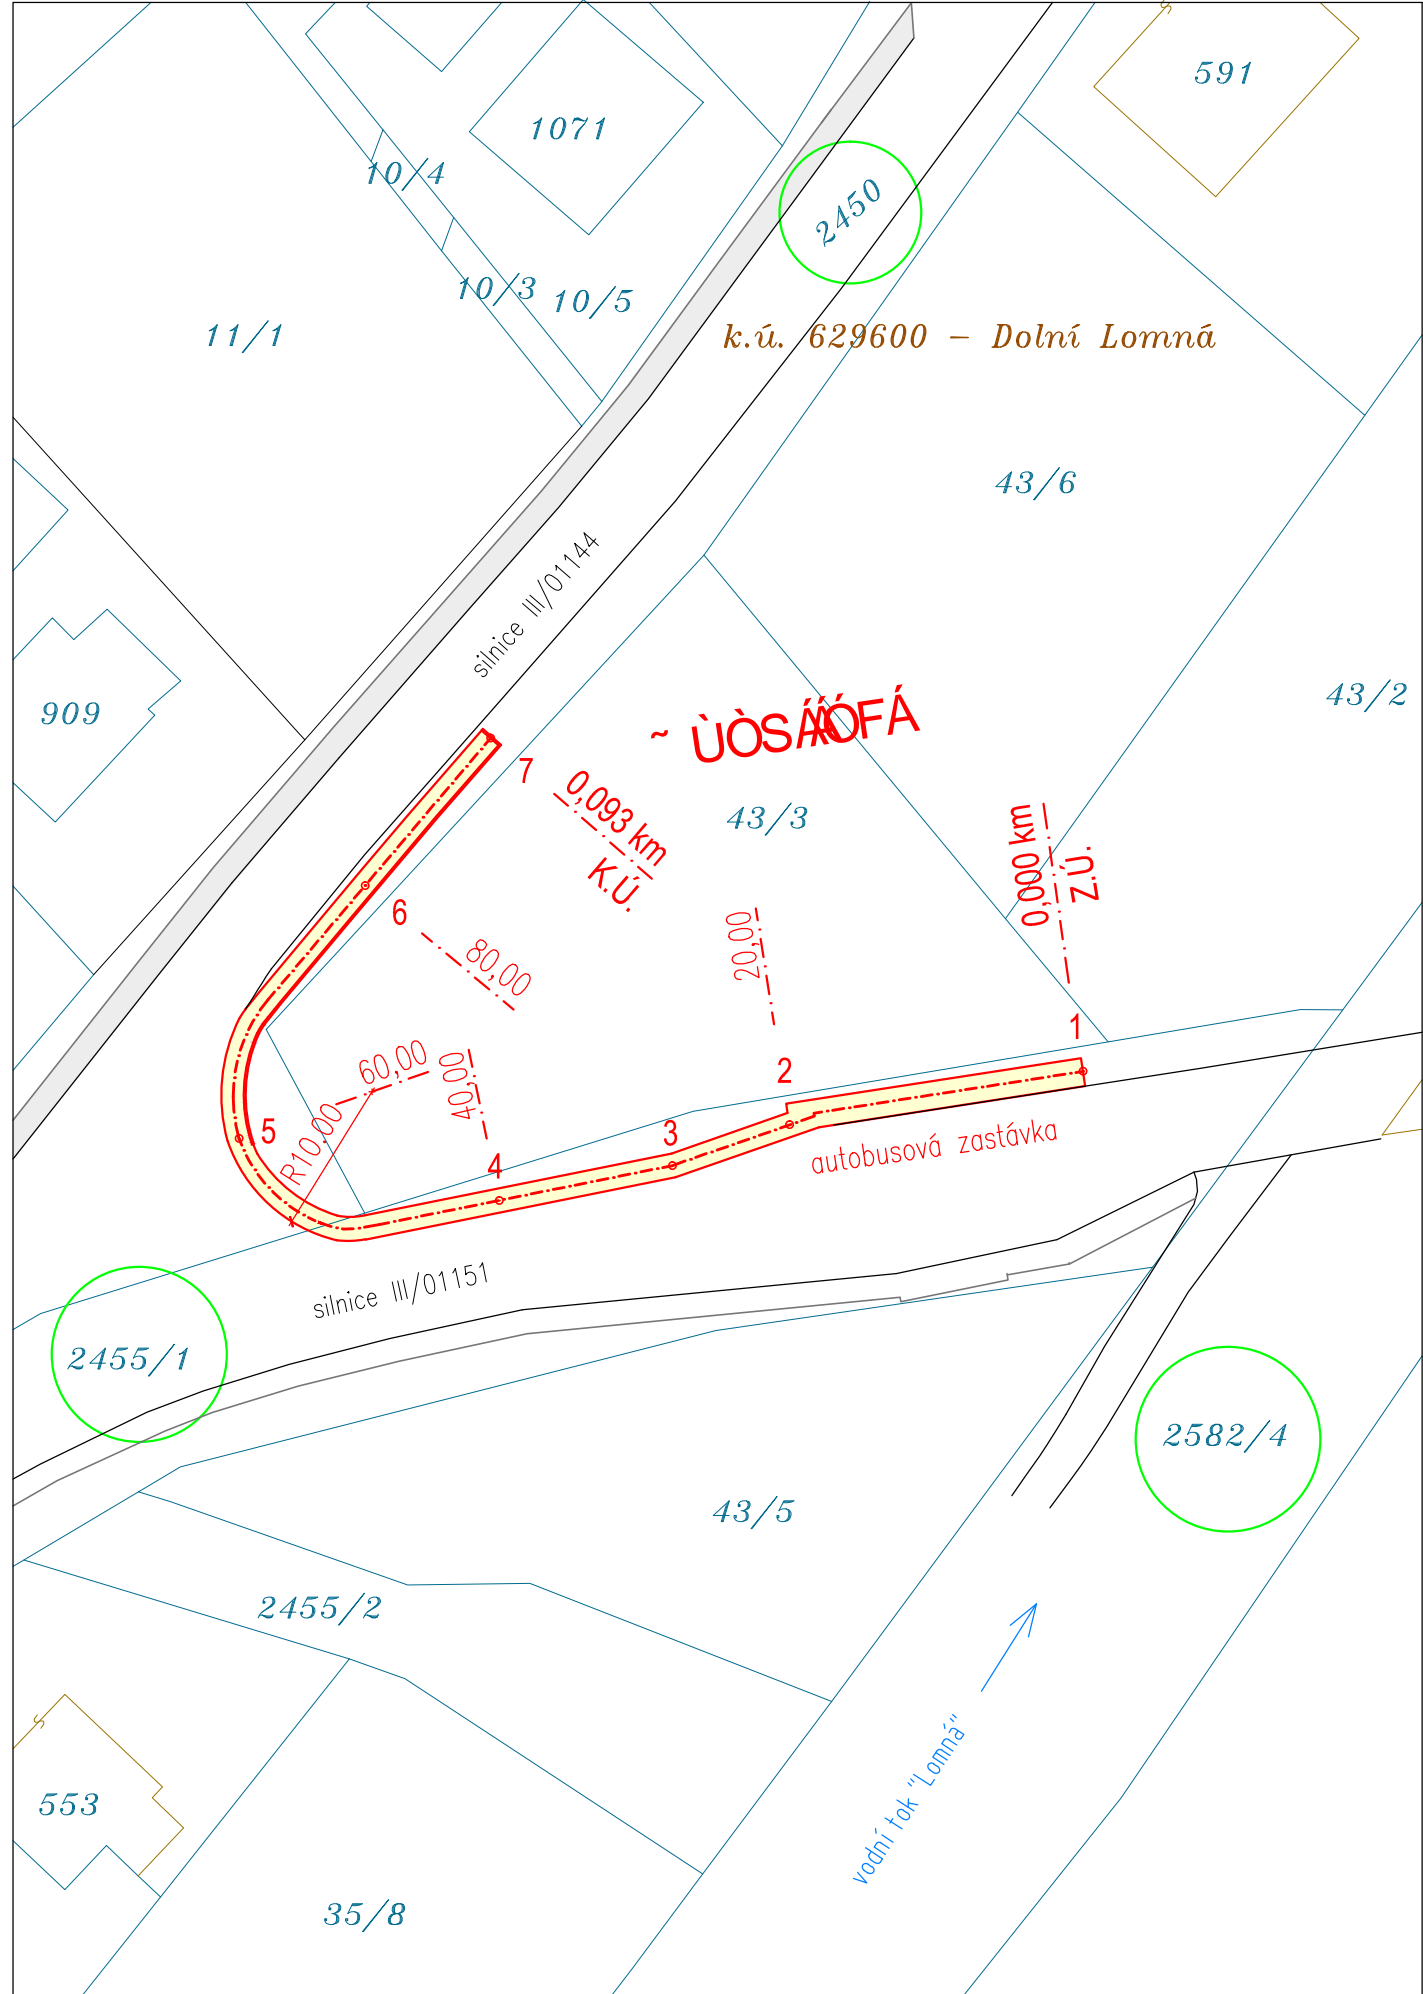 591
1071
10/4
2450
10/3
10/5
11/1
k.ú. 629600 – Dolní Lomná
43/6
silnice III/01144
43/2
909
7
0,093 km
K.Ú.
43/3
0,000 km
Z.Ú.
6
80,00
20,00
1
2
60,00
40,00
R10,00
5
3
4
autobusová zastávka
silnice III/01151
2455/1
2582/4
43/5
2455/2
vodní tok "Lomná"
553
35/8